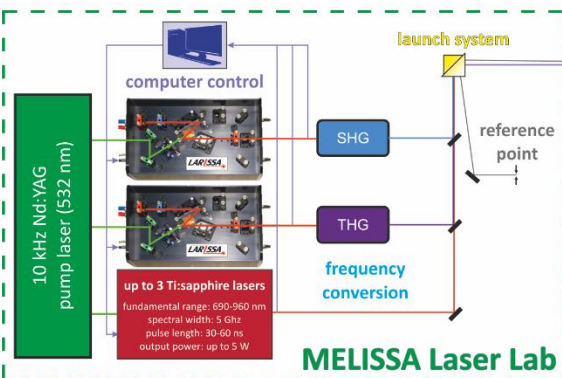 launch system
computer control
10 kHz Nd:YAG
pump laser (532 nm)
LARISSA
SHG
reference
point
LARISSA
THG
up to 3 Ti:sapphire lasers
fundamental range: 690-960 nm
spectral width: 5 Ghz
pulse length: 30-60 ns
output power: up to 5 W
frequency
conversion
MELISSA Laser Lab